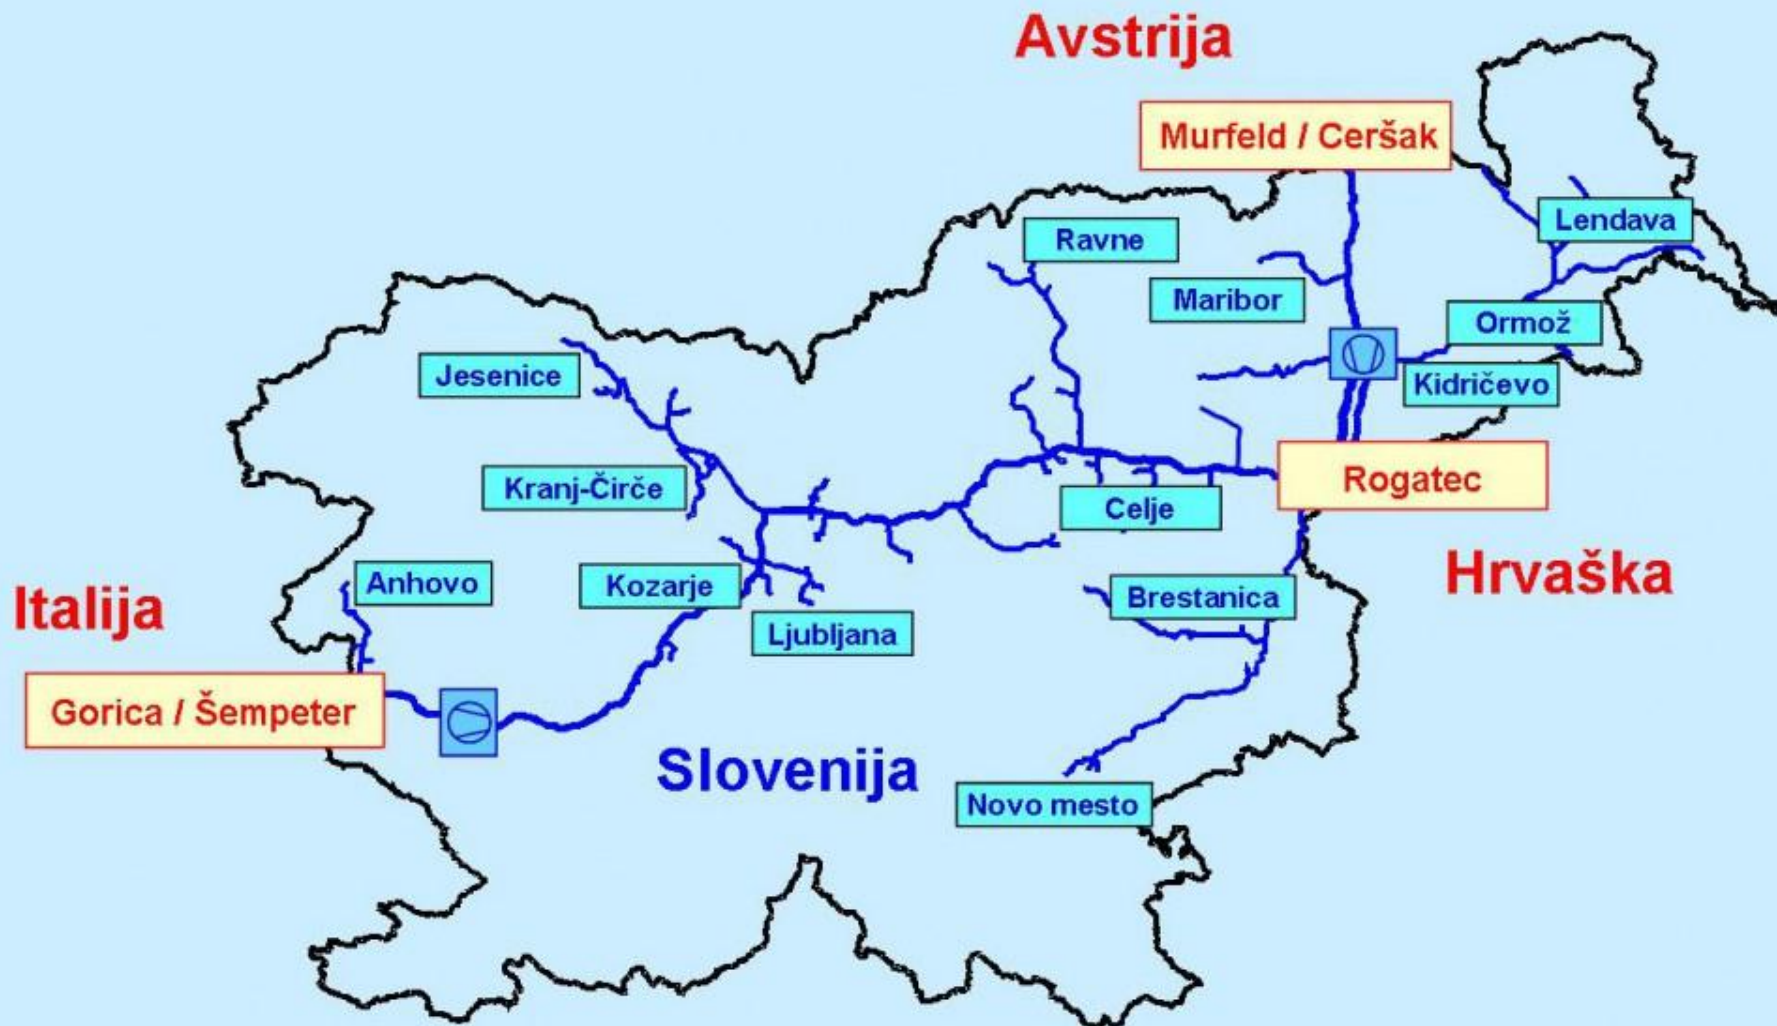 Avstrija
Murfeld / Ceršak
Lendava
Ravne
Maribor
Ormož
Jesenice
Kidričevo
Kranj-Čirče
Rogatec
Celje
Italija
Anhovo
Kozarje
Brestanica
Hrvaška
Ljubljana
Gorica / Šempeter
Slovenija
Novo mesto